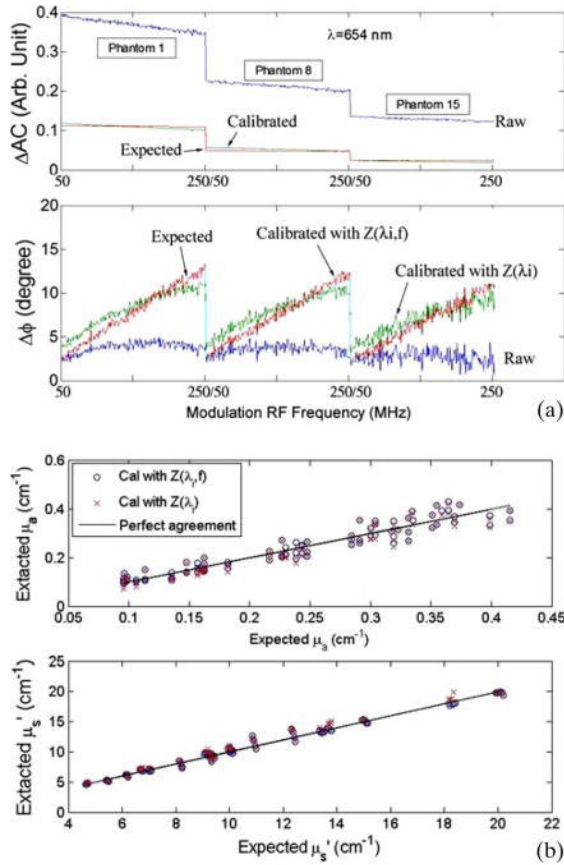 0.4
0.3
0.2
0.1
0
ΔAC (Arb. Unit)
λ=654 nm
Phantom 1
Phantom 8
Phantom 15
Raw
Calibrated
Expected
50 250/50 250/50 250
20
15
10
5
0
Δϕ (degree)
Expected
Calibrated with Z(λi,f)
Calibrated with Z(λi)
Raw
50 250/50 250/50 250
Modulation RF Frequency (MHz)
(a)
0.6
0.4
0.2
0
Extacted μa (cm-1)
Cal with Z(λi,f)
Cal with Z(λi)
Perfect agreement
0.05 0.1 0.15 0.2 0.25 0.3 0.35 0.4 0.45
Expected μa (cm-1)
25
20
15
10
5
0
Extacted μs' (cm-1)
4 6 8 10 12 14 16 18 20 22
Expected μs' (cm-1)
(b)